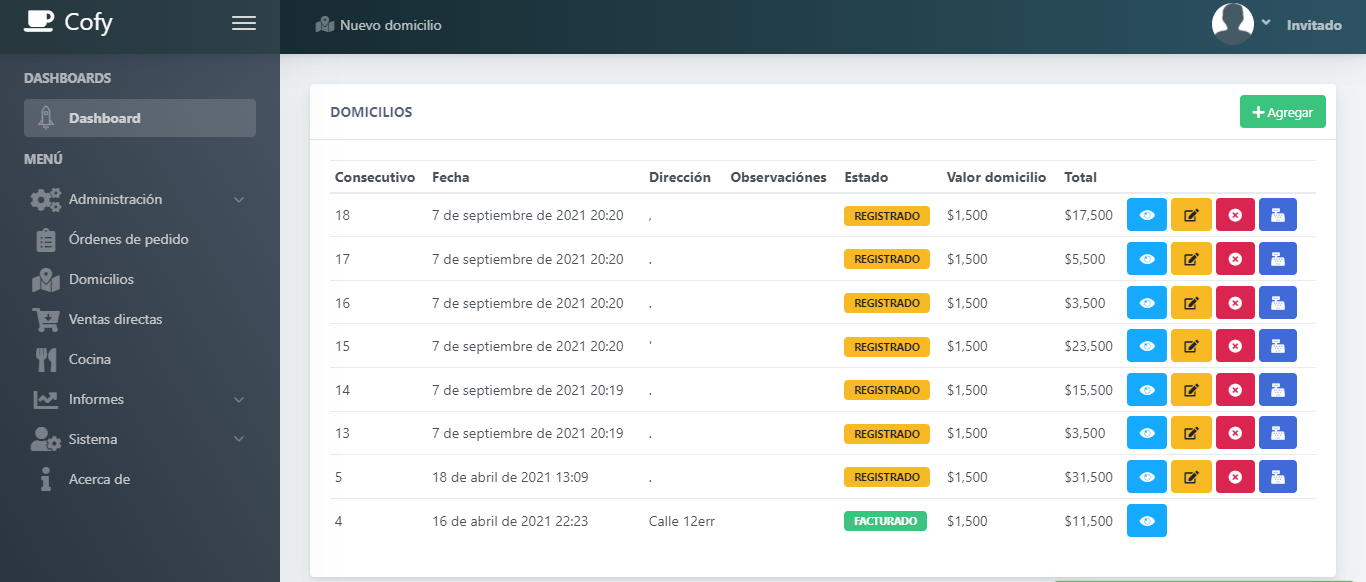 Cofy
Nuevo domicilio
Invitado
DASHBOARDS
Dashboard
MENÚ
Administración
Órdenes de pedido
Domicilios
Ventas directas
Cocina
Informes
Sistema
Acerca de
DOMICILIOS
Agregar
Consecutivo Fecha Dirección Observaciónes Estado Valor domicilio Total
18 7 de septiembre de 2021 20:20 , REGISTRADO $1,500 $17,500
17 7 de septiembre de 2021 20:20 . REGISTRADO $1,500 $5,500
16 7 de septiembre de 2021 20:20 . REGISTRADO $1,500 $3,500
15 7 de septiembre de 2021 20:20 ' REGISTRADO $1,500 $23,500
14 7 de septiembre de 2021 20:19 . REGISTRADO $1,500 $15,500
13 7 de septiembre de 2021 20:19 . REGISTRADO $1,500 $3,500
5 18 de abril de 2021 13:09 . REGISTRADO $1,500 $31,500
4 16 de abril de 2021 22:23 Calle 12err FACTURADO $1,500 $11,500